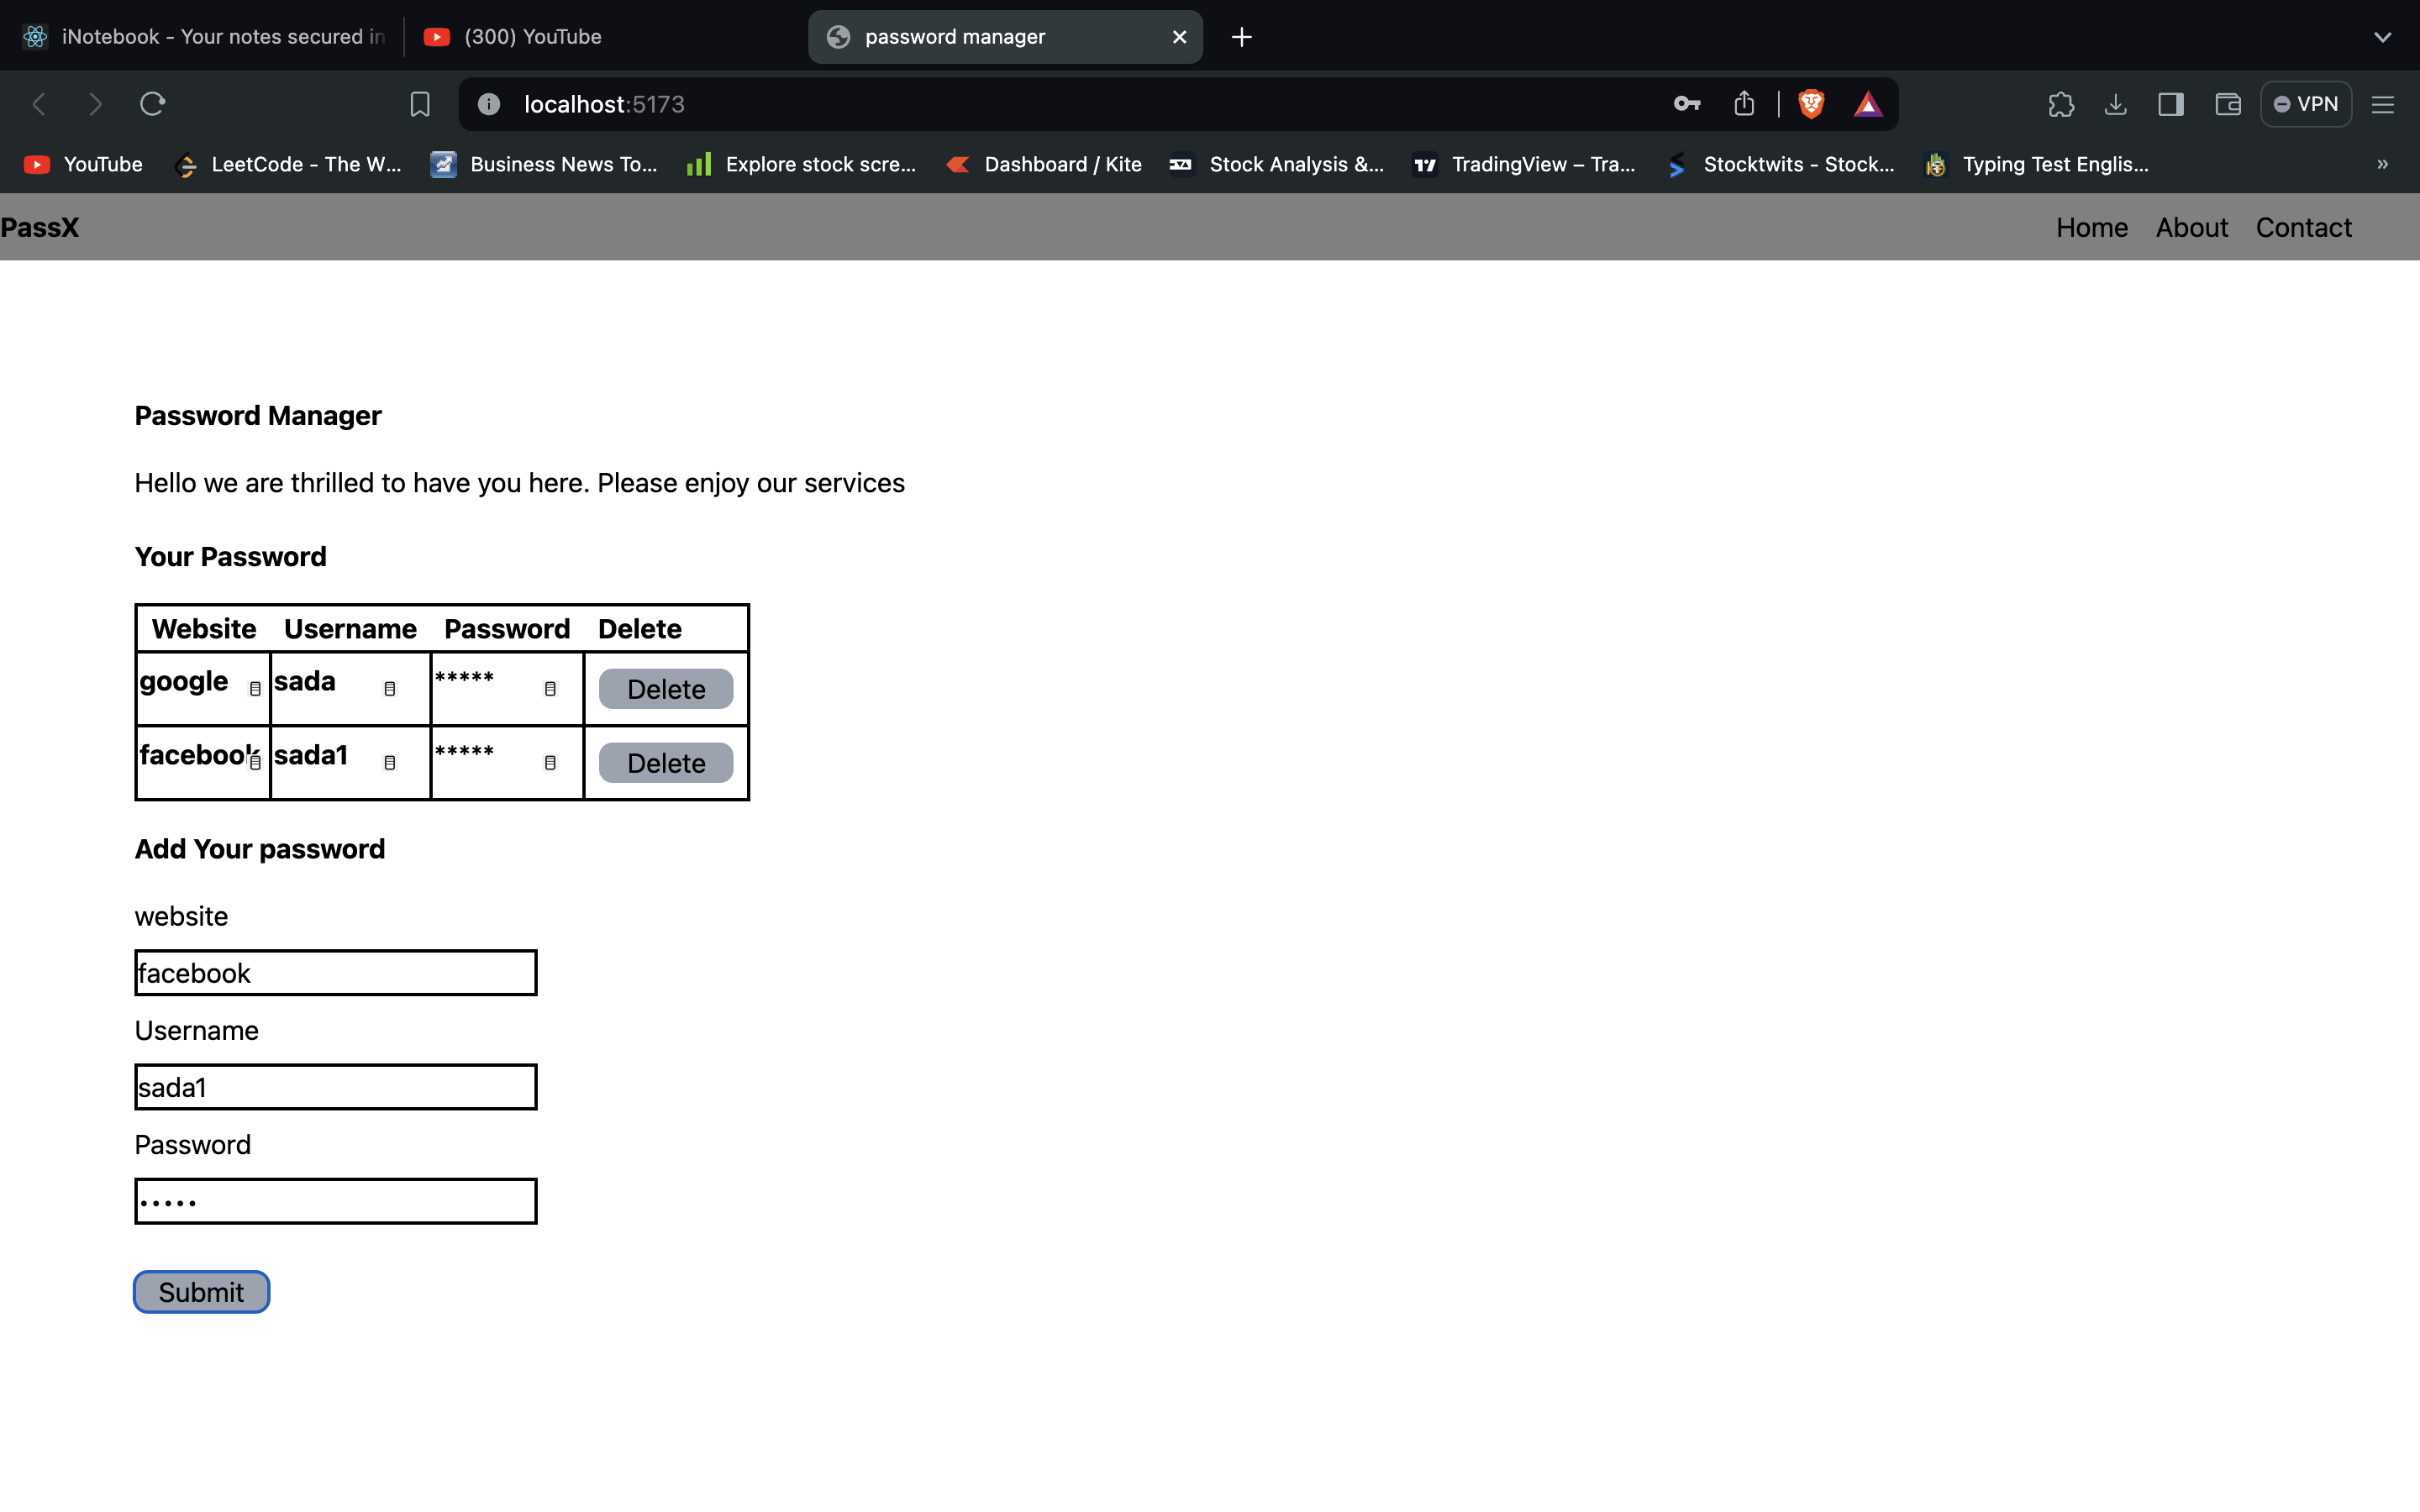 iNotebook - Your notes secured in
(300) YouTube
password manager
localhost:5173
VPN
YouTube
LeetCode - The W...
Business News To...
Explore stock scre...
Dashboard / Kite
Stock Analysis &...
TradingView – Tra...
Stocktwits - Stock...
Typing Test Englis...
PassX
Home About Contact
Password Manager
Hello we are thrilled to have you here. Please enjoy our services
Your Password
Website Username Password Delete
google sada ***** Delete
facebook sada1 ***** Delete
Add Your password
website
facebook
Username
sada1
Password
•••••
Submit